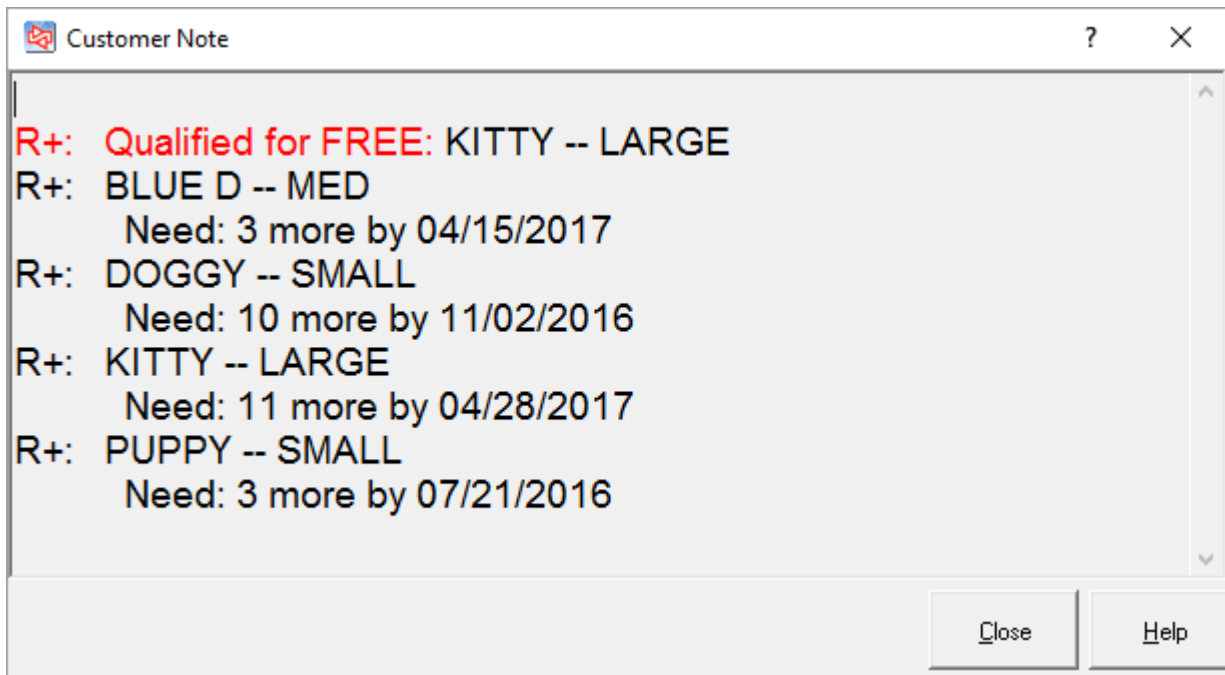 Customer Note
?
R+: Qualified for FREE: KITTY -- LARGE
R+: BLUE D -- MED
Need: 3 more by 04/15/2017
R+: DOGGY -- SMALL
Need: 10 more by 11/02/2016
R+: KITTY -- LARGE
Need: 11 more by 04/28/2017
R+: PUPPY -- SMALL
Need: 3 more by 07/21/2016
Close Help